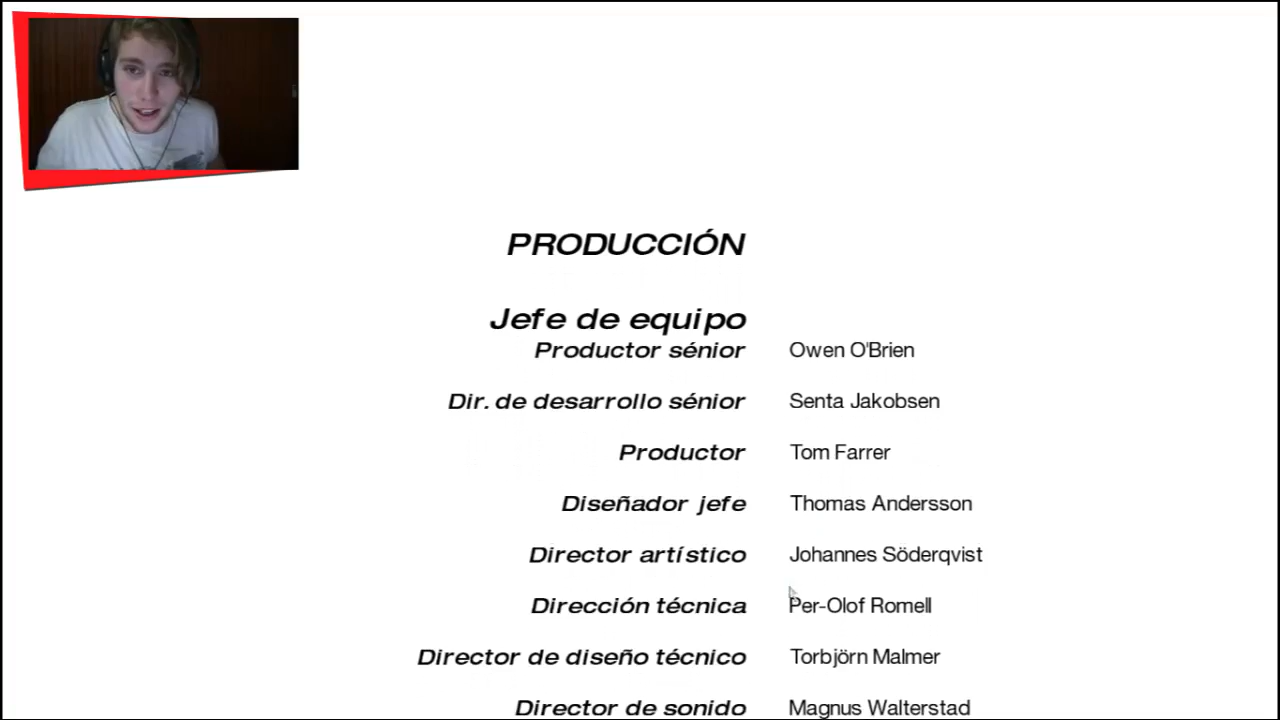 PRODUCCIÓN
Jefe de equipo
Productor sénior Owen O'Brien
Dir. de desarrollo sénior Senta Jakobsen
Productor Tom Farrer
Diseñador jefe Thomas Andersson
Director artístico Johannes Söderqvist
Dirección técnica Per-Olof Romell
Director de diseño técnico Torbjörn Malmer
Director de sonido Magnus Walterstad